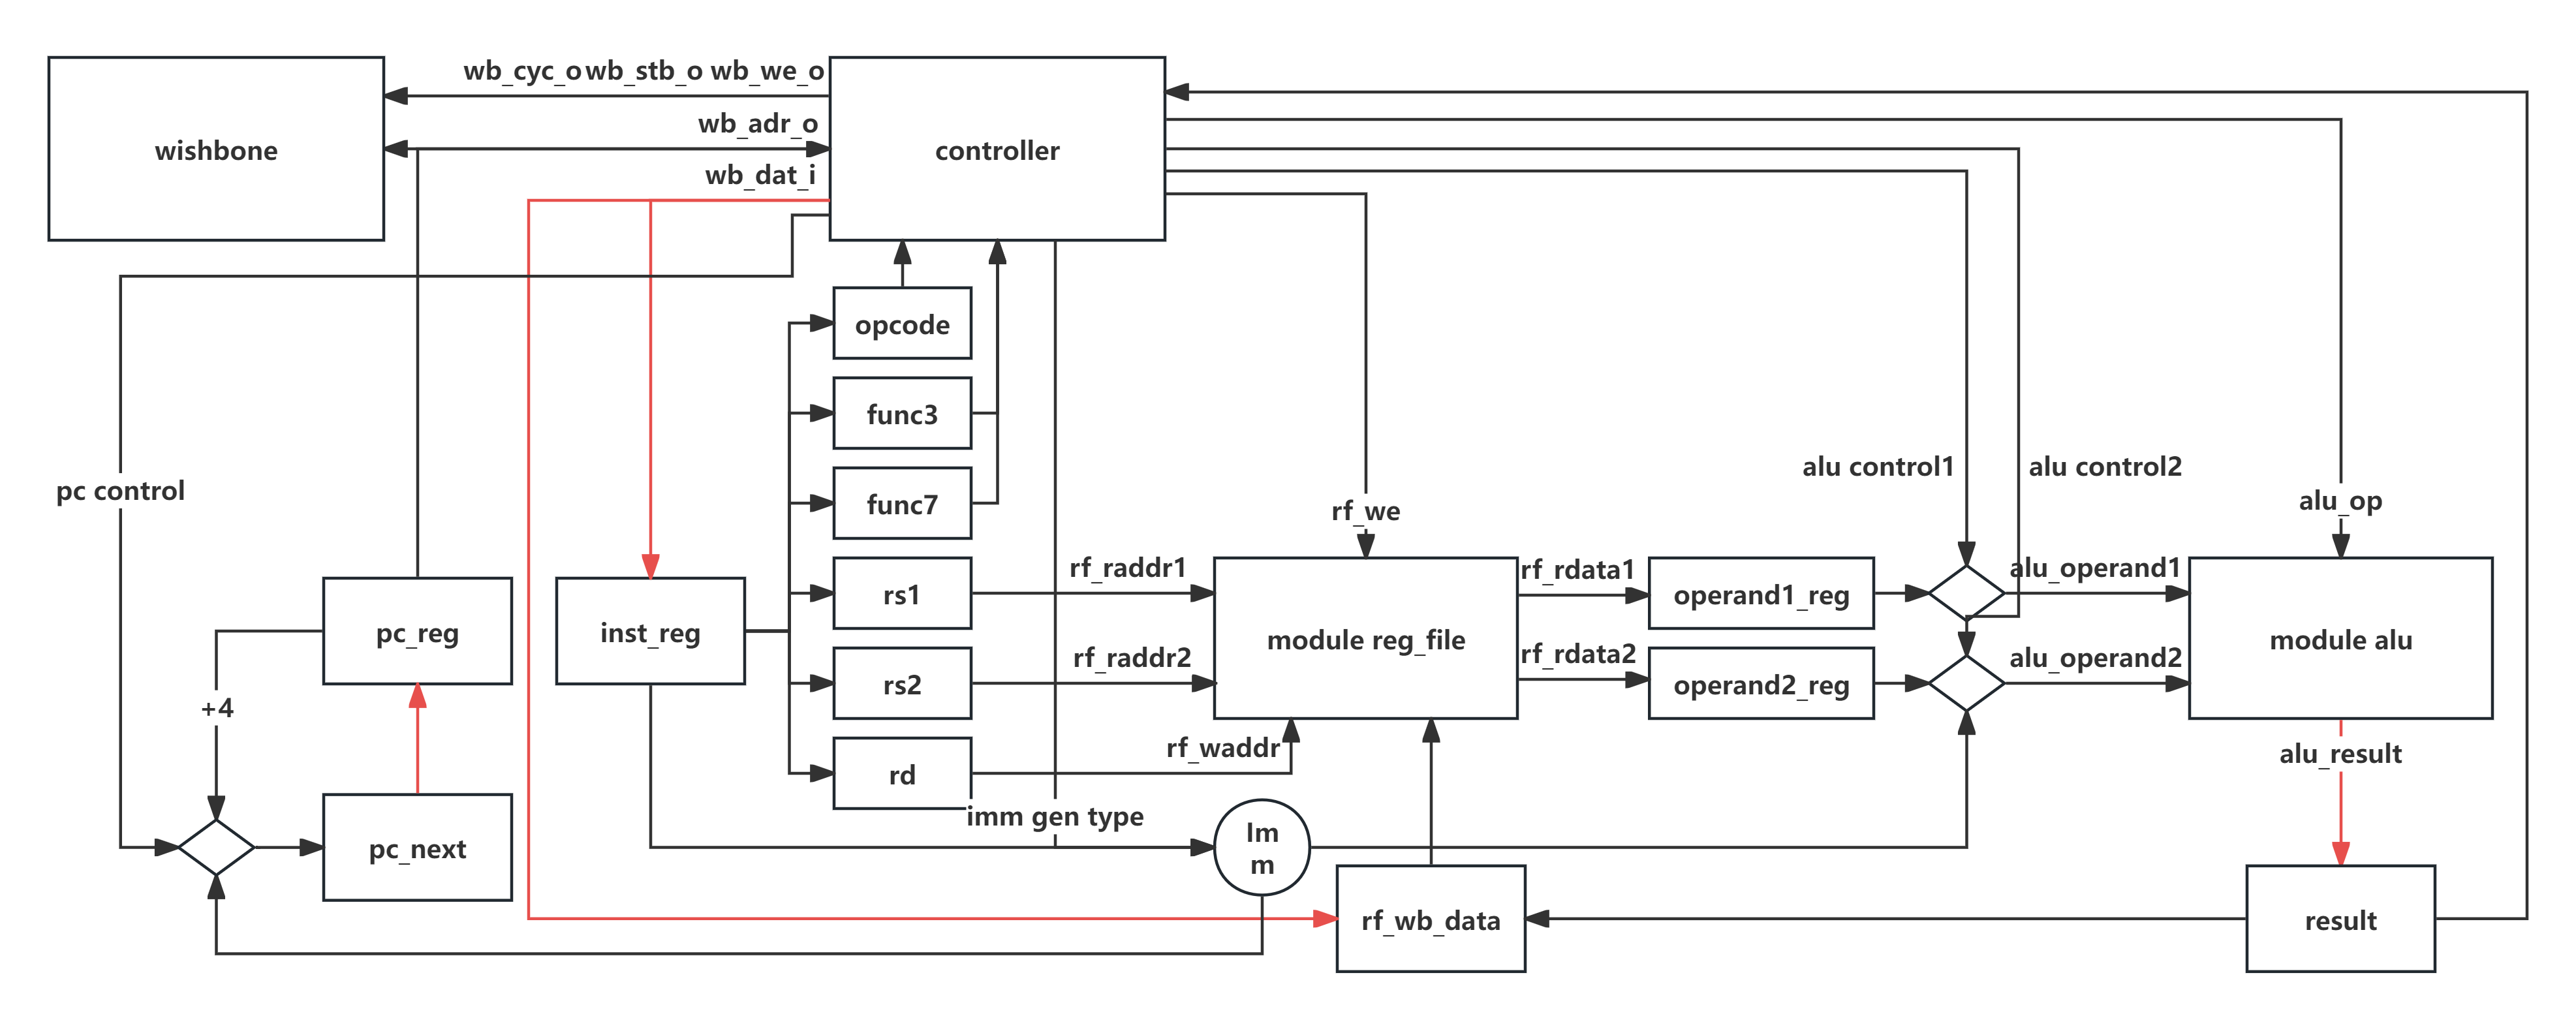 wb_cyc_o wb_stb_o wb_we_o
wishbone
wb_adr_o
controller
wb_dat_i
opcode
func3
pc control
alu control1
alu control2
func7
rf_we
alu_op
rf_raddr1
rf_rdata1
alu_operand1
pc_reg
inst_reg
rs1
module reg_file
operand1_reg
module alu
rf_raddr2
rf_rdata2
alu_operand2
rs2
operand2_reg
+4
rf_waddr
alu_result
rd
imm gen type
pc_next
Im
m
rf_wb_data
result